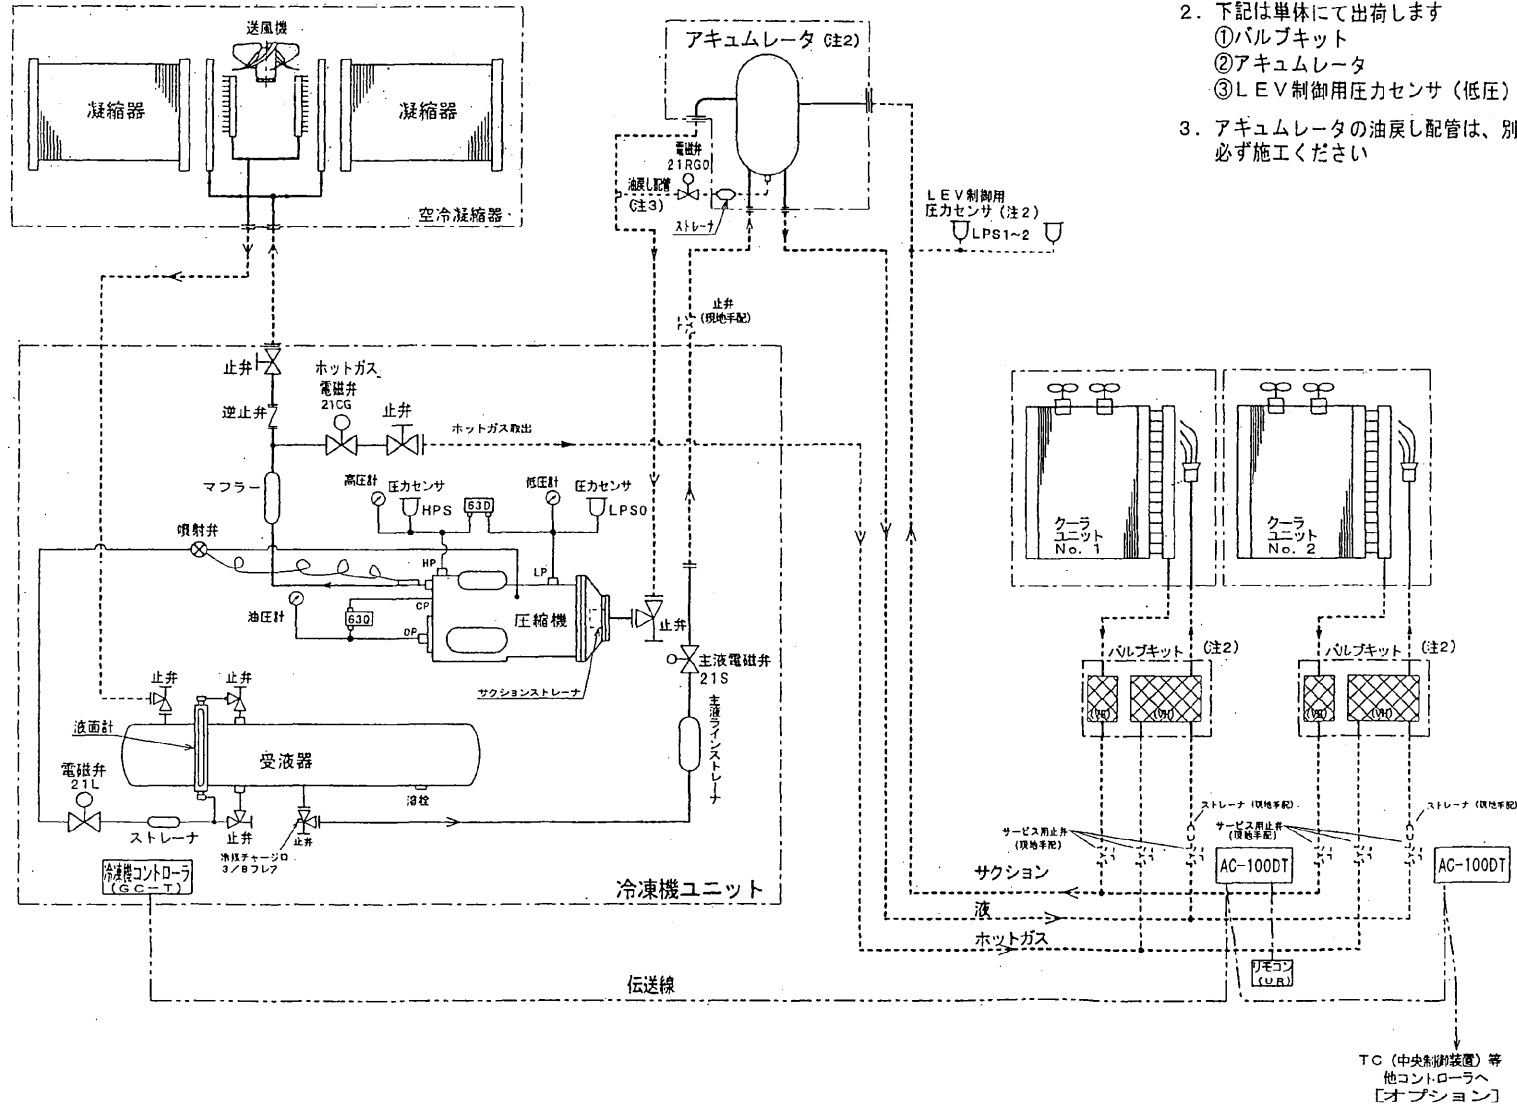 送風機
凝縮器
凝縮器
空冷凝縮器
アキュムレータ(注2)
電磁弁
21RGO
油戻し配管
(注3)
ストレーナ
2. 下記は単体にて出荷します
①バルブキット
②アキュムレータ
③LEV制御用圧力センサ(低圧)
3. アキュムレータの油戻し配管は、別
必ず施工ください
LEV制御用
圧力センサ(注2)
LPS1~2
止弁
(現地手配)
止弁
ホットガス
電磁弁
21CG
逆止弁
止弁
ホットガス取出
マフラー
高圧計
圧力センサ
HPS
63D
低圧計
圧力センサ
LPSO
噴射弁
HP
LP
油圧計
63Q
CP
OP
圧縮機
止弁
サクションストレーナ
主液電磁弁
21S
主液ラインストレーナ
止弁
止弁
液面計
受液器
電磁弁
21L
ストレーナ
止弁
止弁
溶栓
冷媒チャージ口
3/8フレア
冷凍機コントローラ
(GC-T)
冷凍機ユニット
クーラ
ユニット
No. 1
クーラ
ユニット
No. 2
バルブキット (注2)
バルブキット (注2)
(VH)
(VH)
ストレーナ(現地手配)
ストレーナ(現地手配)
サービス用止弁
(現地手配)
サービス用止弁
(現地手配)
AC-100DT
AC-100DT
サクション
液
ホットガス
リモコン
(UR)
伝送線
TC(中央制御装置)等
他コントローラへ
[オプション]